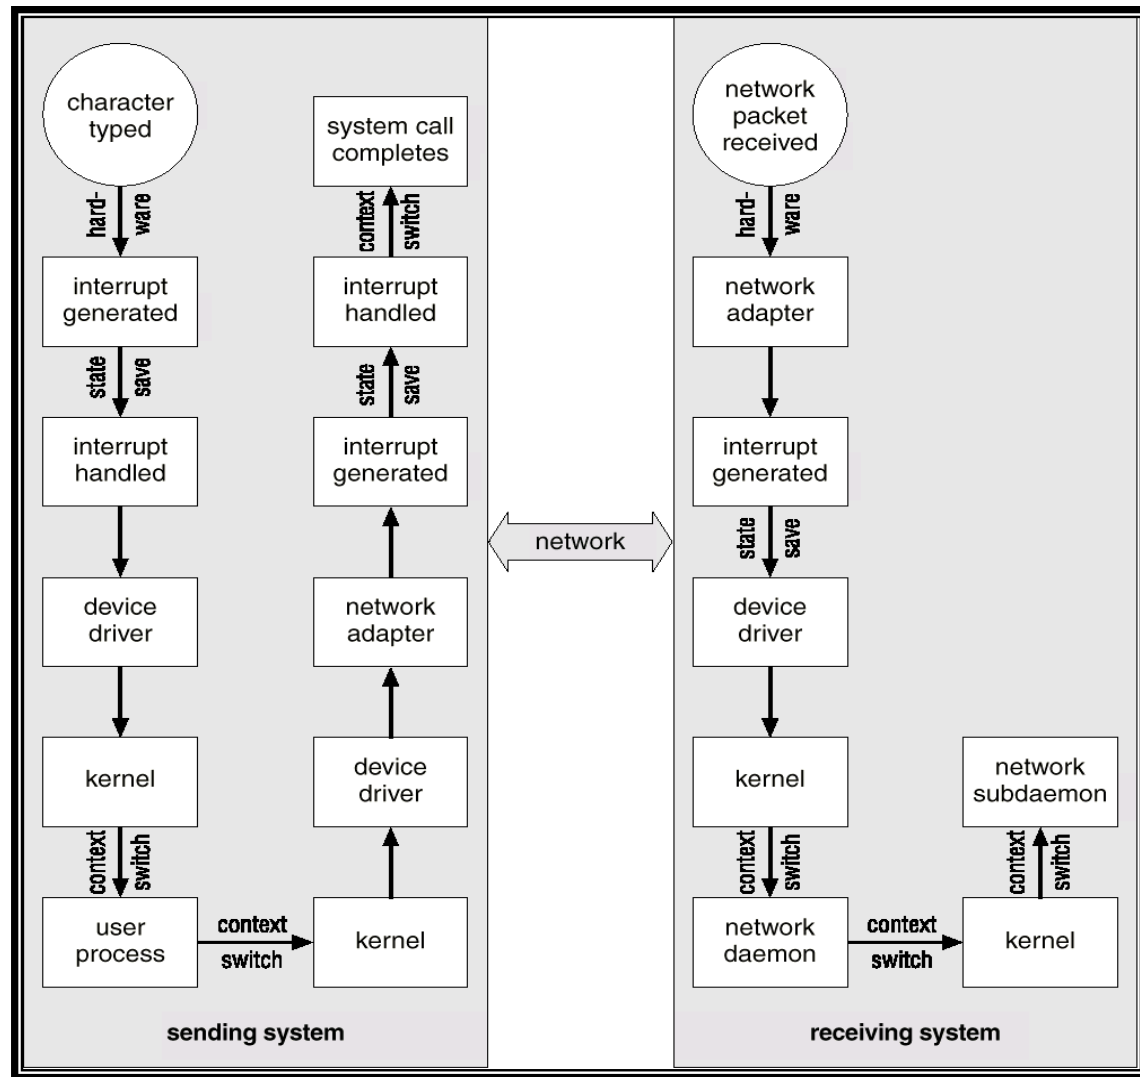 character
typed
hard-
ware
interrupt
generated
state
save
interrupt
handled
device
driver
kernel
context
switch
user
process
context
switch
kernel
device
driver
network
adapter
interrupt
generated
state
save
interrupt
handled
context
switch
system call
completes
sending system
network
network
packet
received
hard-
ware
network
adapter
interrupt
generated
state
save
device
driver
kernel
context
switch
network
daemon
context
switch
kernel
context
switch
network
subdaemon
receiving system